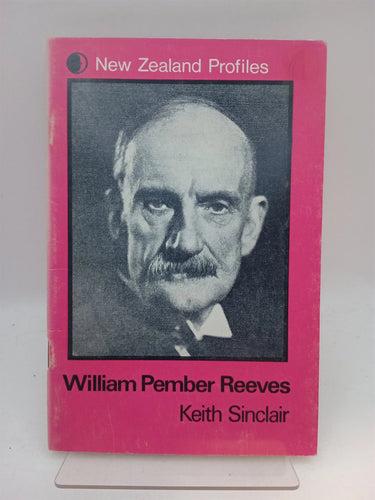 New Zealand Profiles
William Pember Reeves
Keith Sinclair